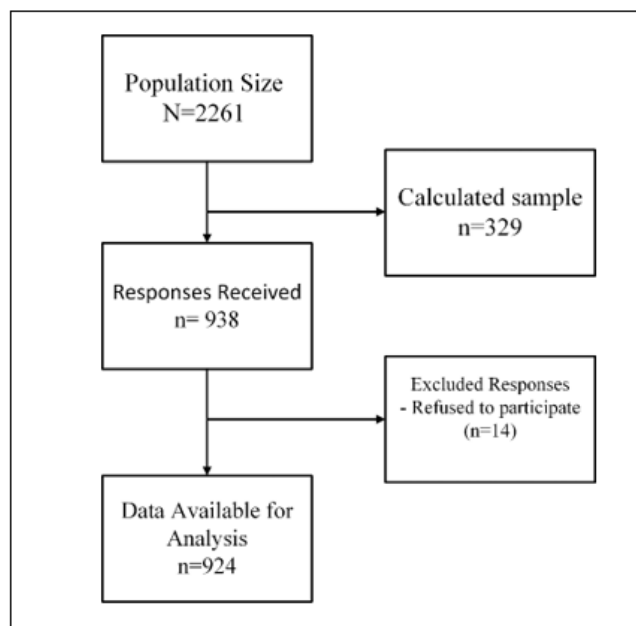 Population Size
N=2261
Calculated sample
n=329
Responses Received
n= 938
Excluded Responses
- Refused to participate
(n=14)
Data Available for
Analysis
n=924